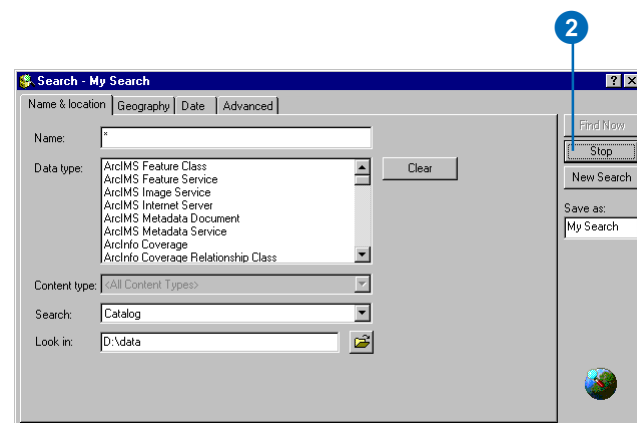 2
Search - My Search
Name & location Geography Date Advanced
Find Now
Name: *
Stop
Data type: ArcIMS Feature Class
Clear
ArcIMS Feature Service
ArcIMS Image Service
New Search
ArcIMS Internet Server
ArcIMS Metadata Document
Save as:
ArcIMS Metadata Service
My Search
ArcInfo Coverage
ArcInfo Coverage Relationship Class
Content type: <All Content Types>
Search: Catalog
Look in: D:\data